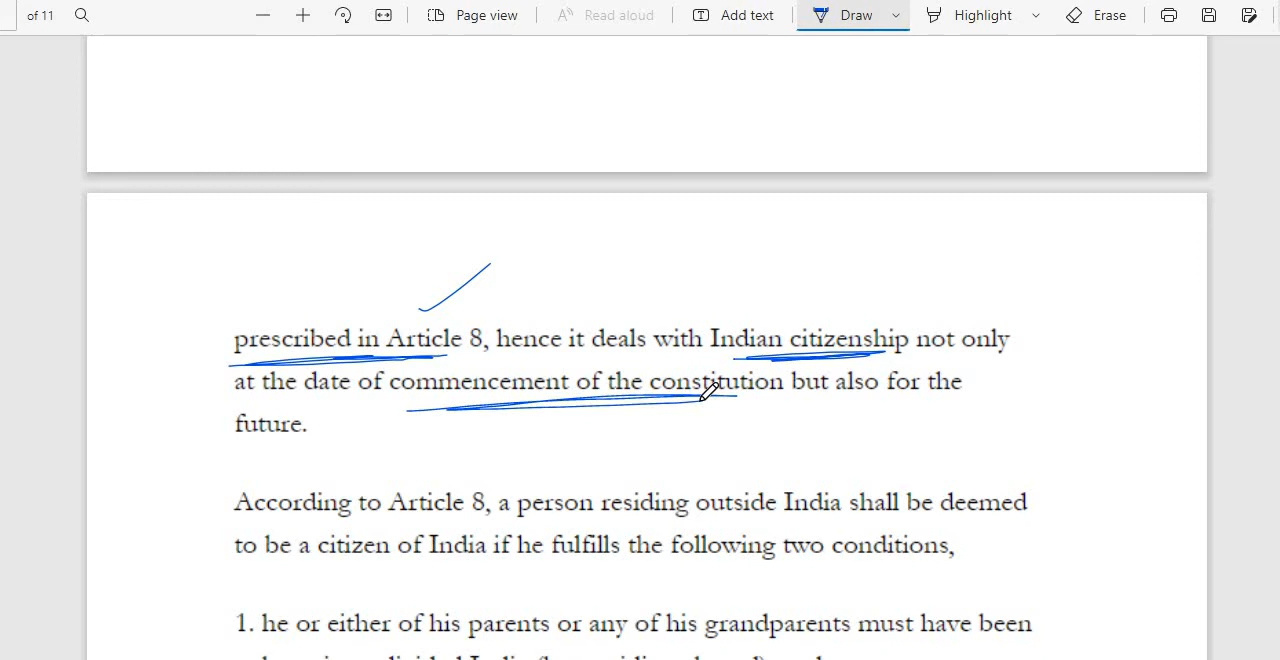 of 11
Page view
Read aloud
Add text
Draw
Highlight
Erase
prescribed in Article 8, hence it deals with Indian citizenship not only
at the date of commencement of the constitution but also for the
future.
According to Article 8, a person residing outside India shall be deemed
to be a citizen of India if he fulfills the following two conditions,
1. he or either of his parents or any of his grandparents must have been